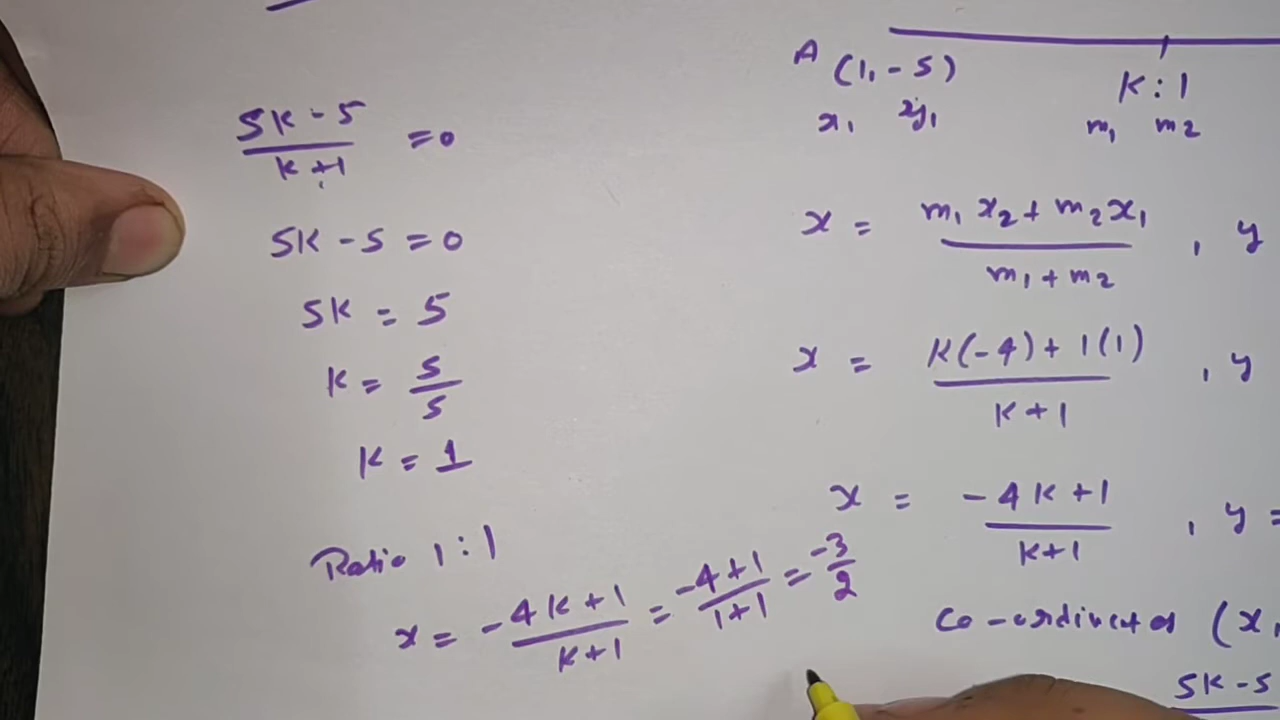 5K - 5 / K + 1 = 0
5K - 5 = 0
5K = 5
K = 5/5
K = 1
Ratio 1 : 1
x = -4K + 1 / K + 1 = -4 + 1 / 1 + 1 = -3/2
A (1, -5)
K : 1
x₁ y₁
m₁ m₂
x = m₁x₂ + m₂x₁ / m₁ + m₂ , y
x = K(-4) + 1(1) / K + 1 , y
x = -4K + 1 / K + 1 , y =
Co-ordinates (x,
5K - 5